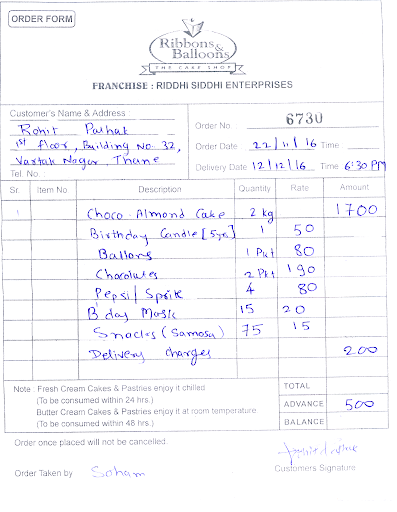 ORDER FORM
Ribbons &
Balloons
THE CAKE SHOP
FRANCHISE : RIDDHI SIDDHI ENTERPRISES
Customer's Name & Address :
Rohit Pathak
1st floor, Building No. 32,
Vartak Nagar, Thane
Tel. No.
Order No. 6730
Order Date 22/11/16 Time
Delivery Date 12/12/16 Time 6:30 PM
Sr. Item No Description Quantity Rate Amount
1 Choco Almond Cake 2 kg 1700
Birthday Candle [5yr] 1 50
Ballons 1 Pkt 80
Chocolates 2 Pkt 190
Pepsi / Sprite 4 80
B day Mask 15 20
Snacks (Samosa) 75 15
Delivery Charges 200
Note : Fresh Cream Cakes & Pastries enjoy it chilled
(To be consumed within 24 hrs.)
Butter Cream Cakes & Pastries enjoy it at room temperature
(To be consumed within 48 hrs.)
TOTAL
ADVANCE 500
BALANCE
Order once placed will not be cancelled.
Order Taken by Soham
Customers Signature